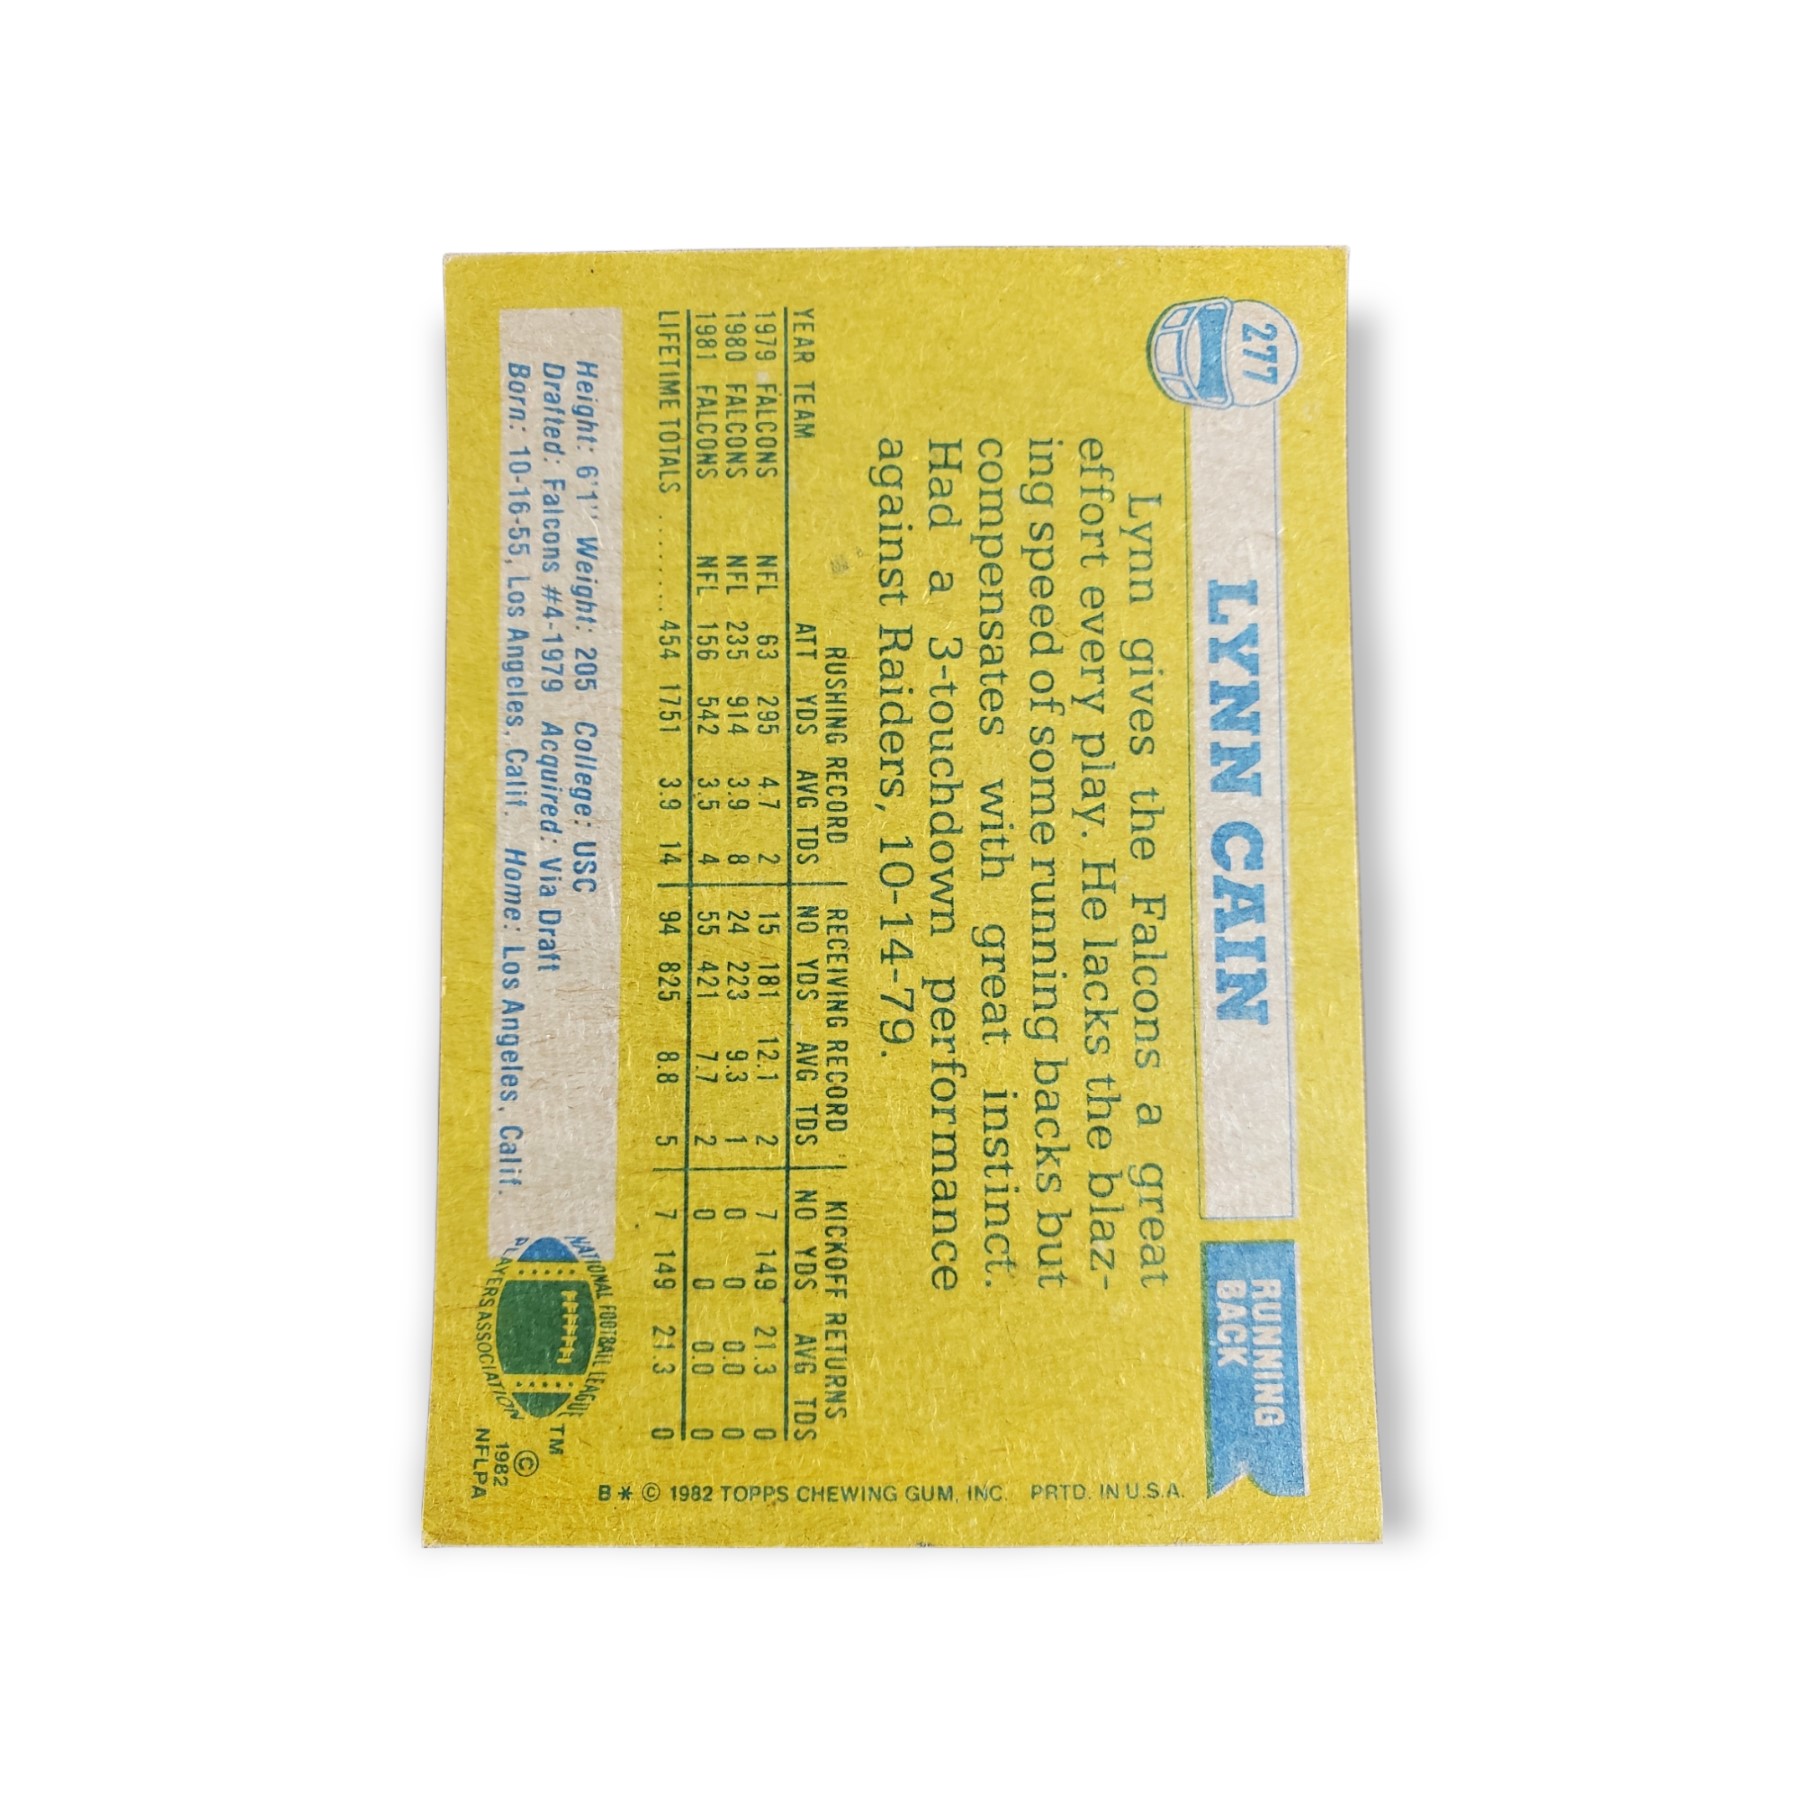 277
LYNN CAIN
RUNNING
BACK
Lynn gives the Falcons a great
effort every play. He lacks the blaz-
ing speed of some running backs but
compensates with great instinct.
Had a 3-touchdown performance
against Raiders, 10-14-79.
RUSHING RECORD RECEIVING RECORD KICKOFF RETURNS
YEAR TEAM ATT YDS AVG TDS NO YDS AVG TDS NO YDS AVG TDS
1979 FALCONS NFL 63 295 4.7 2 15 181 12.1 2 7 149 21.3 0
1980 FALCONS NFL 235 914 3.9 8 24 223 9.3 1 0 0 0.0 0
1981 FALCONS NFL 156 542 3.5 4 55 421 7.7 2 0 0 0.0 0
LIFETIME TOTALS ......... 454 1751 3.9 14 94 825 8.8 5 7 149 21.3 0
Height: 6'1" Weight: 205 College: USC
Drafted: Falcons #4-1979 Acquired: Via Draft
Born: 10-16-55, Los Angeles, Calif. Home: Los Angeles, Calif.
NATIONAL FOOTBALL LEAGUE
PLAYERS ASSOCIATION
TM
©
1982
NFLPA
B* © 1982 TOPPS CHEWING GUM, INC. PRTD. IN U.S.A.